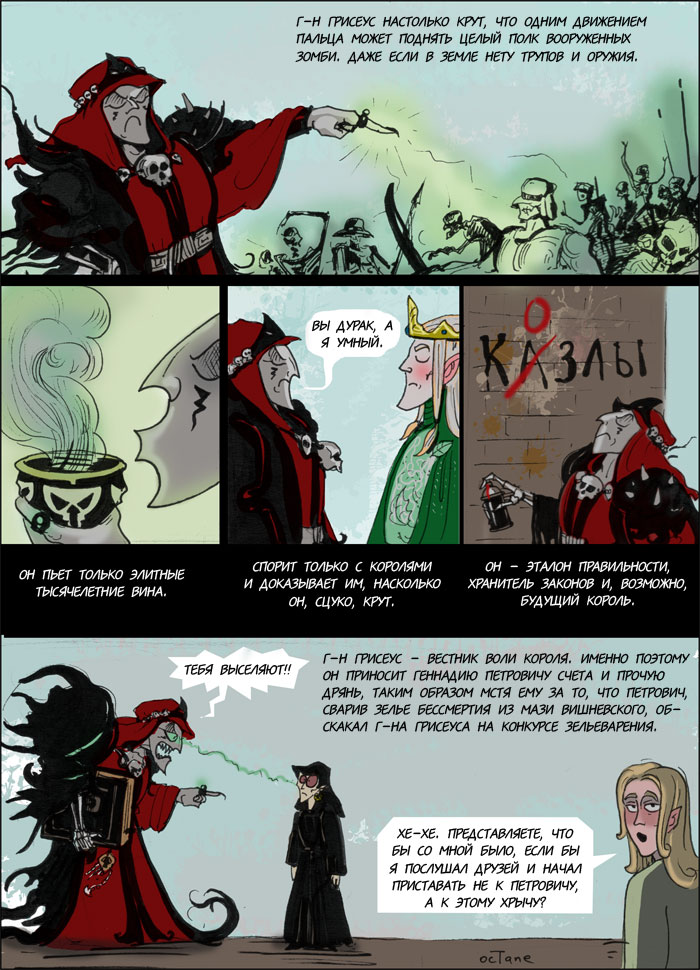 Г-Н ГРИСЕУС НАСТОЛЬКО КРУТ, ЧТО ОДНИМ ДВИЖЕНИЕМ
ПАЛЬЦА МОЖЕТ ПОДНЯТЬ ЦЕЛЫЙ ПОЛК ВООРУЖЕННЫХ
ЗОМБИ. ДАЖЕ ЕСЛИ В ЗЕМЛЕ НЕТУ ТРУПОВ И ОРУЖИЯ.
ОН ПЬЕТ ТОЛЬКО ЭЛИТНЫЕ
ТЫСЯЧЕЛЕТНИЕ ВИНА.
ВЫ ДУРАК, А
Я УМНЫЙ.
СПОРИТ ТОЛЬКО С КОРОЛЯМИ
И ДОКАЗЫВАЕТ ИМ, НАСКОЛЬКО
ОН, СЦУКО, КРУТ.
О
КАЗЛЫ
ОН - ЭТАЛОН ПРАВИЛЬНОСТИ,
ХРАНИТЕЛЬ ЗАКОНОВ И, ВОЗМОЖНО,
БУДУЩИЙ КОРОЛЬ.
ТЕБЯ ВЫСЕЛЯЮТ!!
Г-Н ГРИСЕУС - ВЕСТНИК ВОЛИ КОРОЛЯ. ИМЕННО ПОЭТОМУ
ОН ПРИНОСИТ ГЕННАДИЮ ПЕТРОВИЧУ СЧЕТА И ПРОЧУЮ
ДРЯНЬ, ТАКИМ ОБРАЗОМ МСТЯ ЕМУ ЗА ТО, ЧТО ПЕТРОВИЧ,
СВАРИВ ЗЕЛЬЕ БЕССМЕРТИЯ ИЗ МАЗИ ВИШНЕВСКОГО, ОБ-
СКАКАЛ Г-НА ГРИСЕУСА НА КОНКУРСЕ ЗЕЛЬЕВАРЕНИЯ.
ХЕ-ХЕ. ПРЕДСТАВЛЯЕТЕ, ЧТО
БЫ СО МНОЙ БЫЛО, ЕСЛИ БЫ
Я ПОСЛУШАЛ ДРУЗЕЙ И НАЧАЛ
ПРИСТАВАТЬ НЕ К ПЕТРОВИЧУ,
А К ЭТОМУ ХРЫЧУ?
octane